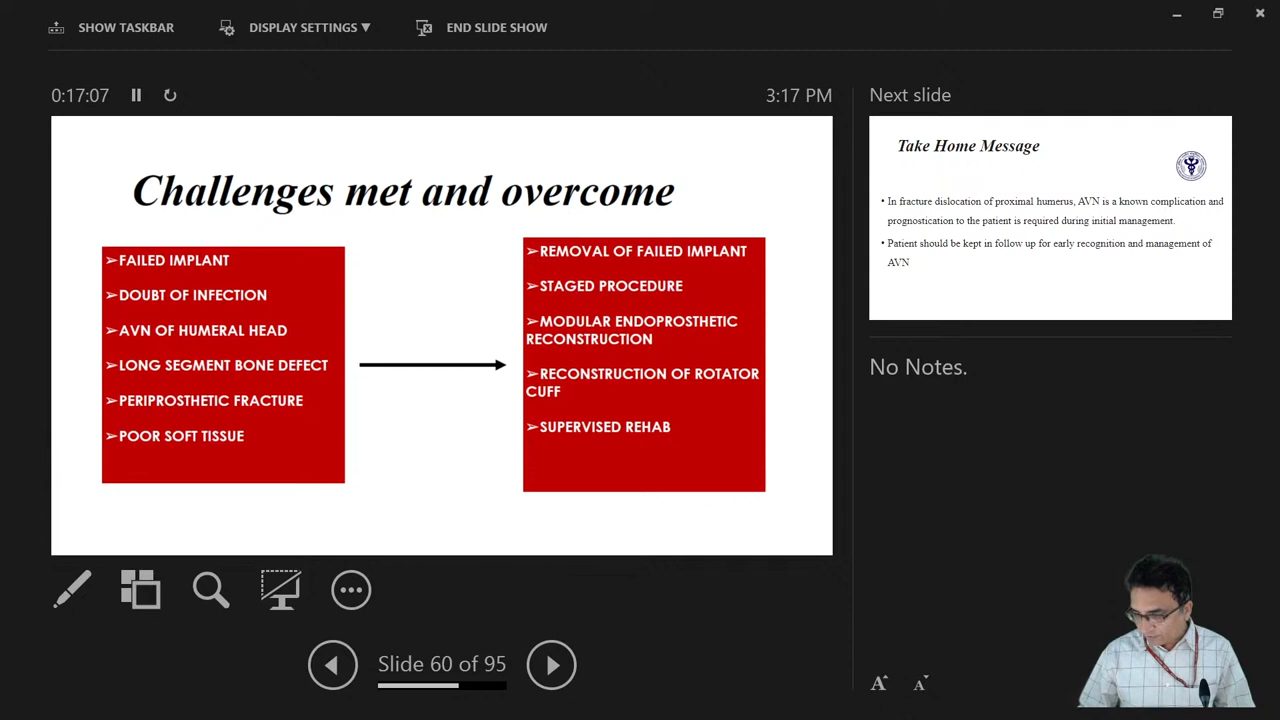 SHOW TASKBAR
DISPLAY SETTINGS ▼
END SLIDE SHOW
0:17:07
3:17 PM
Challenges met and overcome
➢FAILED IMPLANT
➢DOUBT OF INFECTION
➢AVN OF HUMERAL HEAD
➢LONG SEGMENT BONE DEFECT
➢PERIPROSTHETIC FRACTURE
➢POOR SOFT TISSUE
➢REMOVAL OF FAILED IMPLANT
➢STAGED PROCEDURE
➢MODULAR ENDOPROSTHETIC
RECONSTRUCTION
➢RECONSTRUCTION OF ROTATOR
CUFF
➢SUPERVISED REHAB
Slide 60 of 95
Next slide
Take Home Message
• In fracture dislocation of proximal humerus, AVN is a known complication and
prognostication to the patient is required during initial management.
• Patient should be kept in follow up for early recognition and management of
AVN
No Notes.
A A